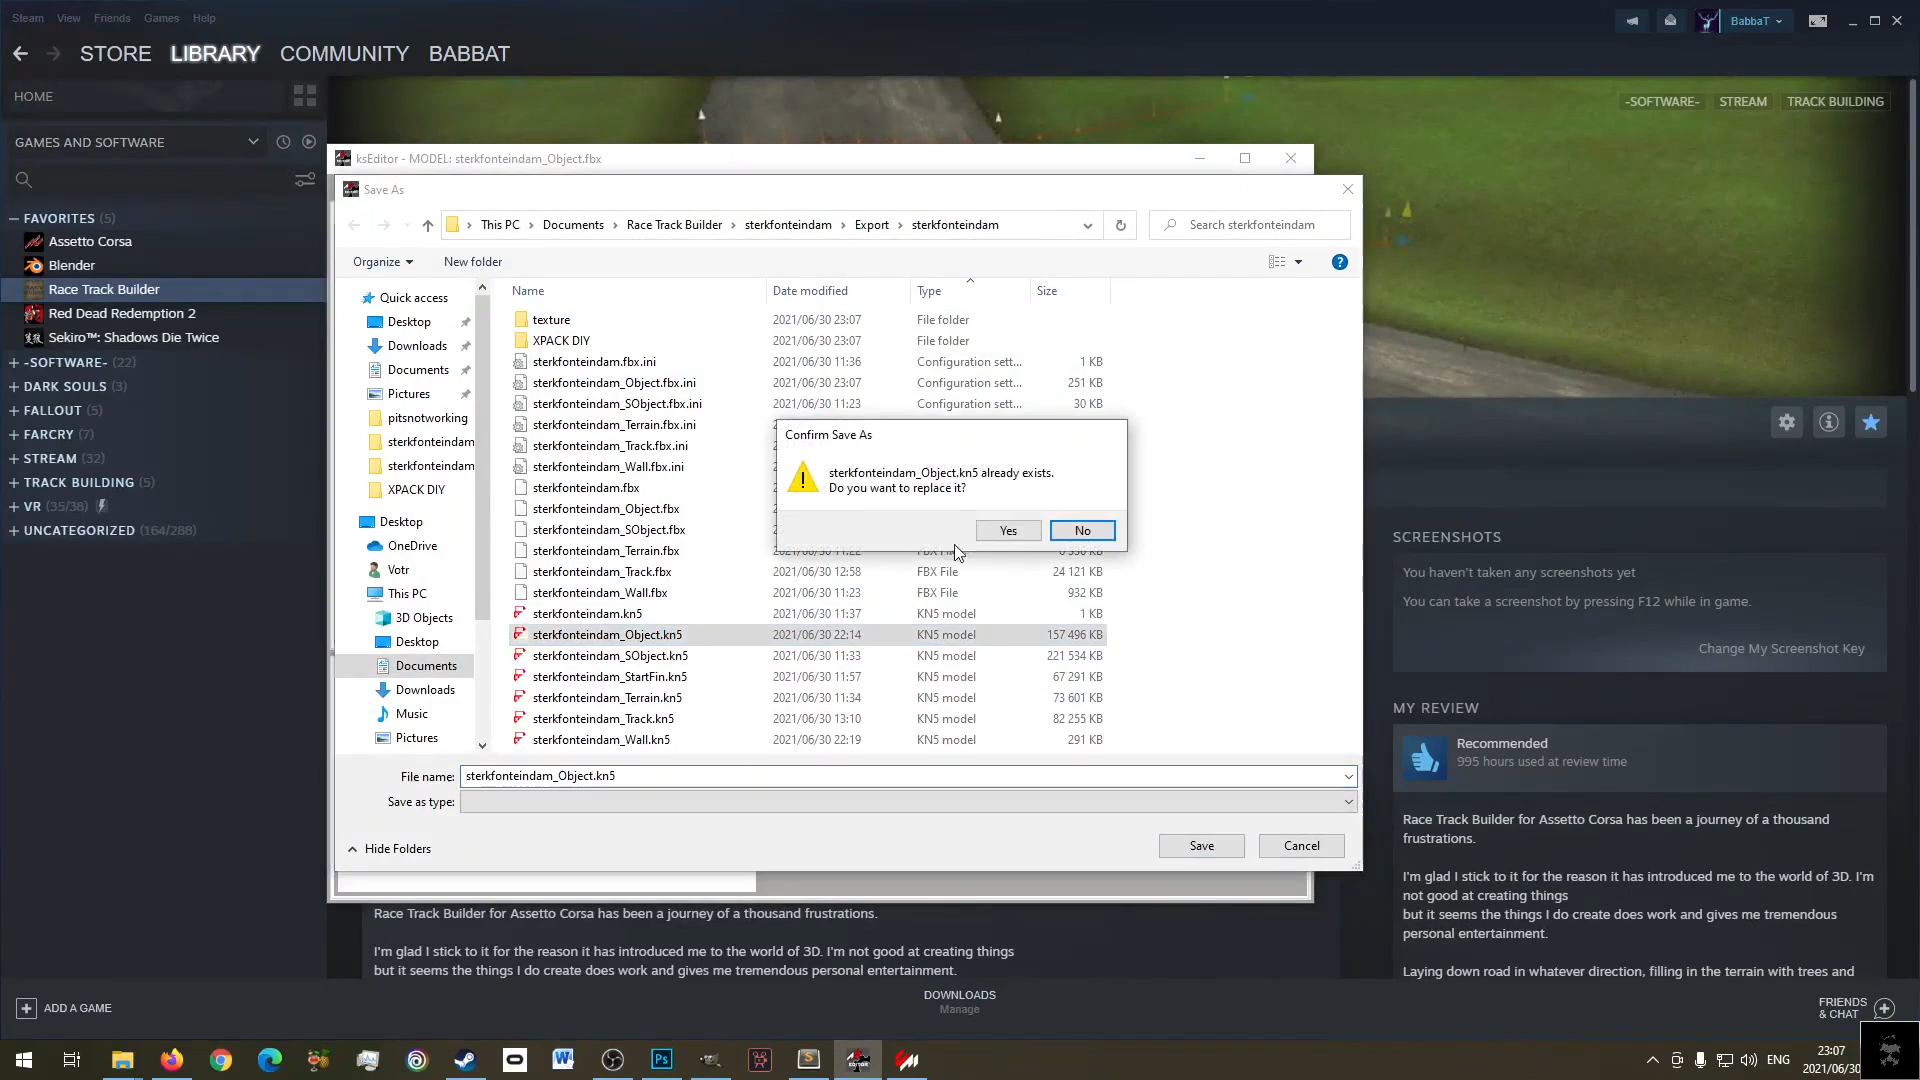 Steam View Friends Games Help
BabbaT
STORE LIBRARY COMMUNITY BABBAT
HOME
-SOFTWARE- STREAM TRACK BUILDING
GAMES AND SOFTWARE
FAVORITES (5)
Assetto Corsa
Blender
Race Track Builder
Red Dead Redemption 2
Sekiro™: Shadows Die Twice
-SOFTWARE- (22)
DARK SOULS (3)
FALLOUT (5)
FARCRY (7)
STREAM (32)
TRACK BUILDING (5)
VR (35/38)
UNCATEGORIZED (164/288)
ADD A GAME
ksEditor - MODEL: sterkfonteindam_Object.fbx
Save As
This PC > Documents > Race Track Builder > sterkfonteindam > Export > sterkfonteindam
Search sterkfonteindam
Organize New folder
Quick access
Desktop
Downloads
Documents
Pictures
pitsnotworking
sterkfonteindam
sterkfonteindam
XPACK DIY
Desktop
OneDrive
Votr
This PC
3D Objects
Desktop
Documents
Downloads
Music
Pictures
Name Date modified Type Size
texture 2021/06/30 23:07 File folder
XPACK DIY 2021/06/30 23:07 File folder
sterkfonteindam.fbx.ini 2021/06/30 11:36 Configuration sett... 1 KB
sterkfonteindam_Object.fbx.ini 2021/06/30 23:07 Configuration sett... 251 KB
sterkfonteindam_SObject.fbx.ini 2021/06/30 11:23 Configuration sett... 30 KB
sterkfonteindam_Terrain.fbx.ini
sterkfonteindam_Track.fbx.ini
sterkfonteindam_Wall.fbx.ini
sterkfonteindam.fbx
sterkfonteindam_Object.fbx
sterkfonteindam_SObject.fbx
sterkfonteindam_Terrain.fbx
sterkfonteindam_Track.fbx 2021/06/30 12:58 FBX File 24 121 KB
sterkfonteindam_Wall.fbx 2021/06/30 11:23 FBX File 932 KB
sterkfonteindam.kn5 2021/06/30 11:37 KN5 model 1 KB
sterkfonteindam_Object.kn5 2021/06/30 22:14 KN5 model 157 496 KB
sterkfonteindam_SObject.kn5 2021/06/30 11:33 KN5 model 221 534 KB
sterkfonteindam_StartFin.kn5 2021/06/30 11:57 KN5 model 67 291 KB
sterkfonteindam_Terrain.kn5 2021/06/30 11:34 KN5 model 73 601 KB
sterkfonteindam_Track.kn5 2021/06/30 13:10 KN5 model 82 255 KB
sterkfonteindam_Wall.kn5 2021/06/30 22:19 KN5 model 291 KB
Confirm Save As
sterkfonteindam_Object.kn5 already exists.
Do you want to replace it?
Yes No
File name: sterkfonteindam_Object.kn5
Save as type:
Hide Folders
Save Cancel
Race Track Builder for Assetto Corsa has been a journey of a thousand frustrations.
I'm glad I stick to it for the reason it has introduced me to the world of 3D. I'm not good at creating things
but it seems the things I do create does work and gives me tremendous personal entertainment.
SCREENSHOTS
You haven't taken any screenshots yet
You can take a screenshot by pressing F12 while in game.
Change My Screenshot Key
MY REVIEW
Recommended
995 hours used at review time
Race Track Builder for Assetto Corsa has been a journey of a thousand
frustrations.
I'm glad I stick to it for the reason it has introduced me to the world of 3D. I'm
not good at creating things
but it seems the things I do create does work and gives me tremendous
personal entertainment.
Laying down road in whatever direction, filling in the terrain with trees and
DOWNLOADS
Manage
FRIENDS
& CHAT
ENG
23:07
2021/06/30